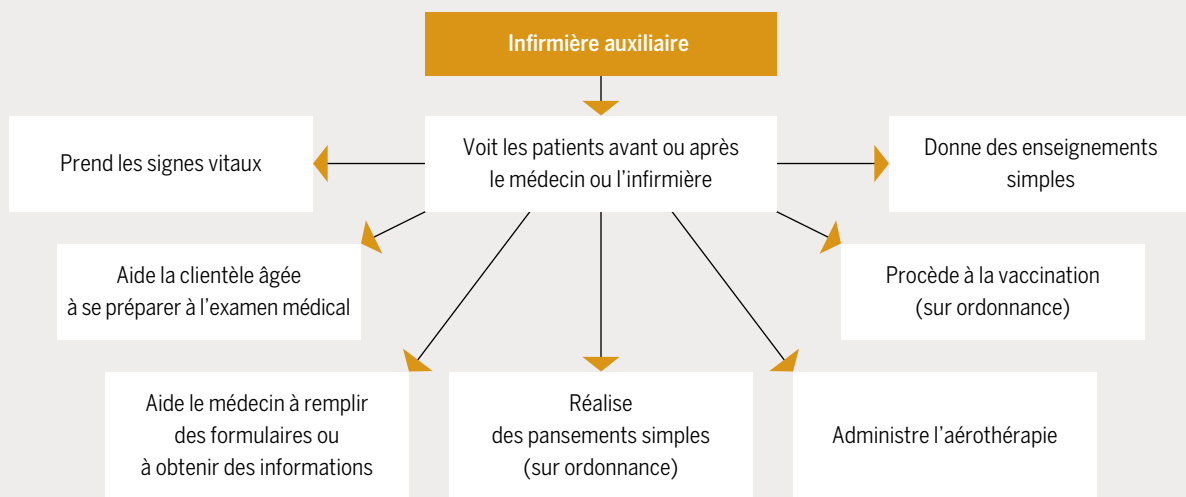 Infirmière auxiliaire
Voit les patients avant ou après
le médecin ou l'infirmière
Prend les signes vitaux
Donne des enseignements
simples
Aide la clientèle âgée
à se préparer à l'examen médical
Procède à la vaccination
(sur ordonnance)
Aide le médecin à remplir
des formulaires ou
à obtenir des informations
Réalise
des pansements simples
(sur ordonnance)
Administre l'aérothérapie